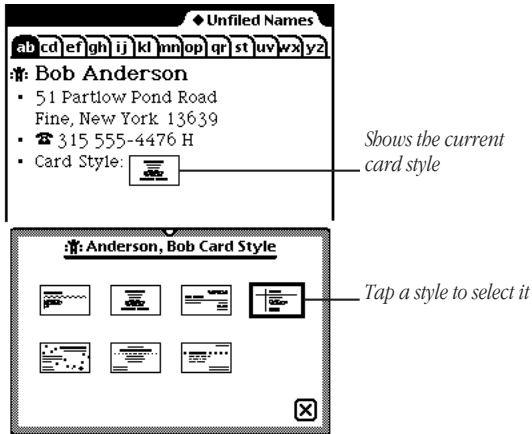 ◆ Unfiled Names
ab cd ef gh ij kl mn op qr st uv wx yz
Bob Anderson
• 51 Partlow Pond Road
Fine, New York 13639
• ☎ 315 555-4476 H
• Card Style:
Shows the current
card style
Anderson, Bob Card Style
Tap a style to select it